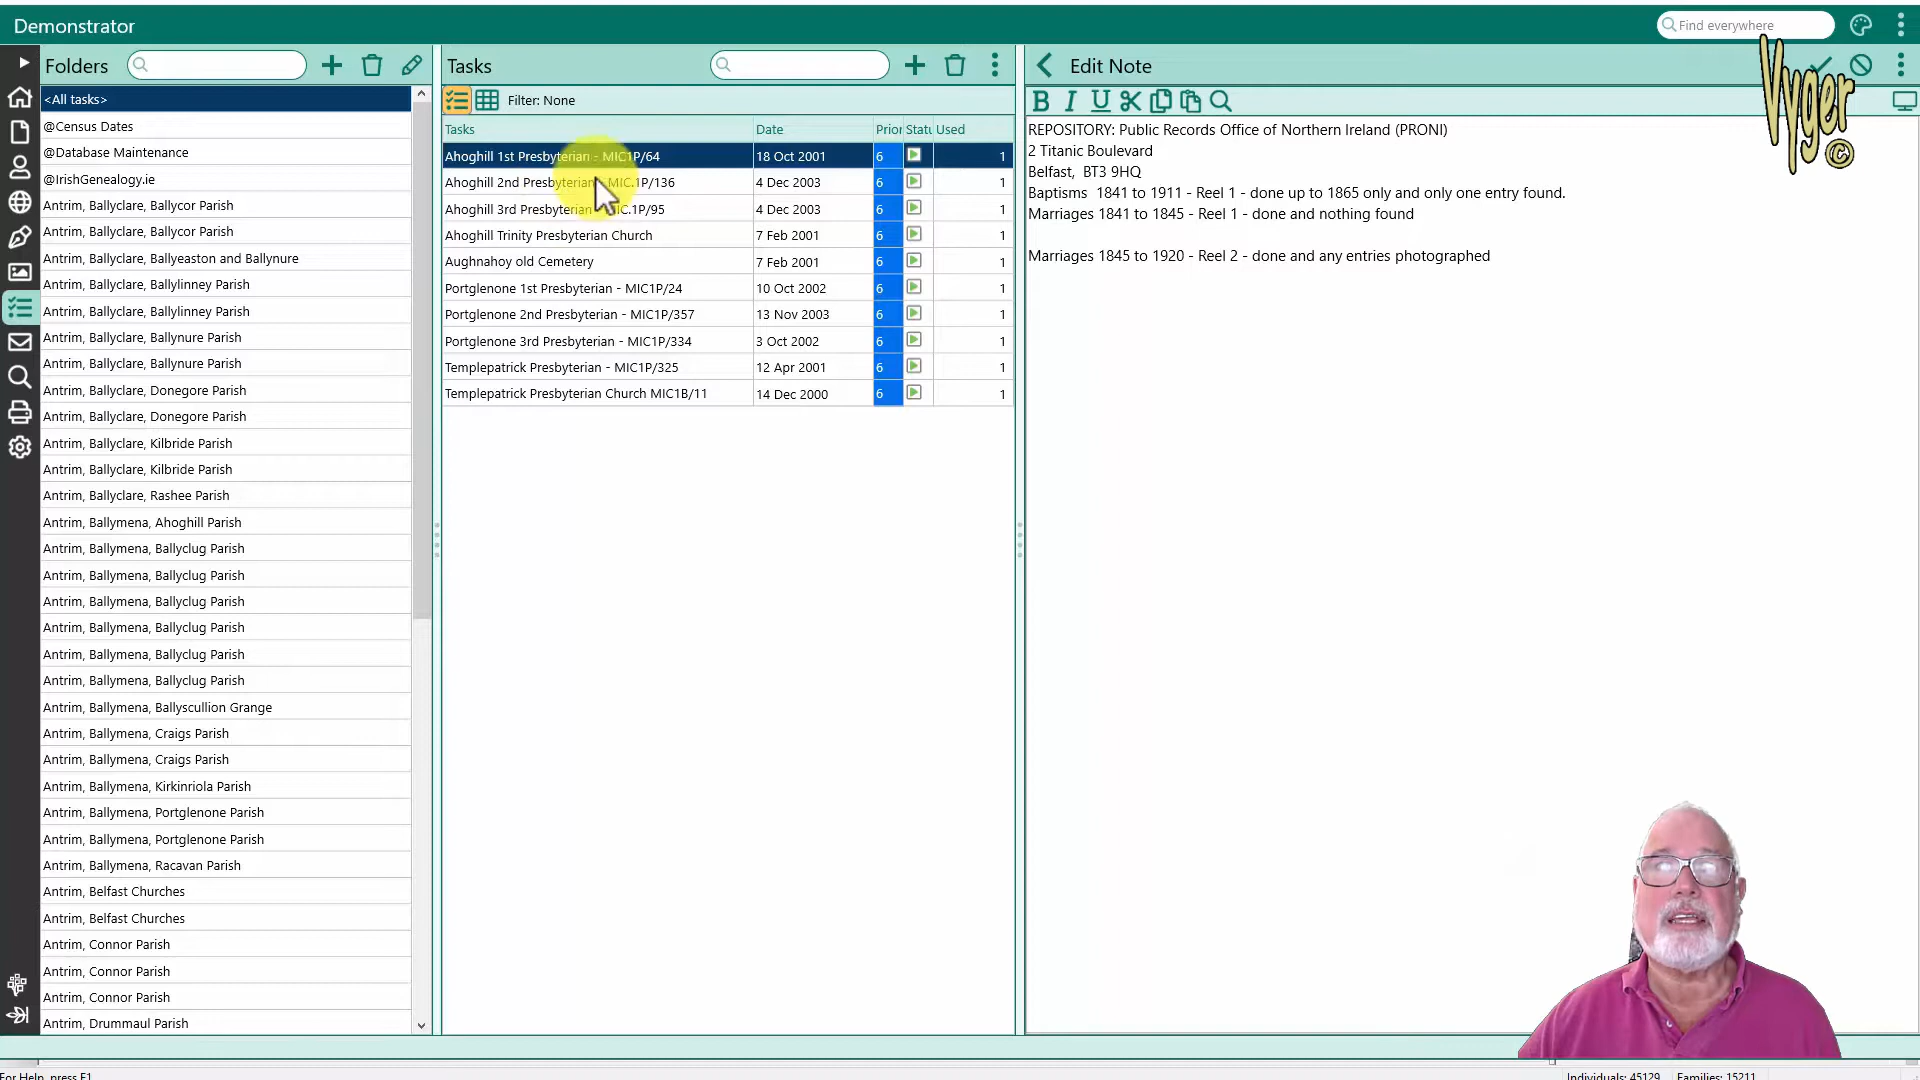 Demonstrator
Find everywhere
Folders
<All tasks>
@Census Dates
@Database Maintenance
@IrishGenealogy.ie
Antrim, Ballyclare, Ballycor Parish
Antrim, Ballyclare, Ballycor Parish
Antrim, Ballyclare, Ballyeaston and Ballynure
Antrim, Ballyclare, Ballylinney Parish
Antrim, Ballyclare, Ballylinney Parish
Antrim, Ballyclare, Ballynure Parish
Antrim, Ballyclare, Ballynure Parish
Antrim, Ballyclare, Donegore Parish
Antrim, Ballyclare, Donegore Parish
Antrim, Ballyclare, Kilbride Parish
Antrim, Ballyclare, Kilbride Parish
Antrim, Ballyclare, Rashee Parish
Antrim, Ballymena, Ahoghill Parish
Antrim, Ballymena, Ballyclug Parish
Antrim, Ballymena, Ballyclug Parish
Antrim, Ballymena, Ballyclug Parish
Antrim, Ballymena, Ballyclug Parish
Antrim, Ballymena, Ballyclug Parish
Antrim, Ballymena, Ballyclug Parish
Antrim, Ballymena, Ballyscullion Grange
Antrim, Ballymena, Craigs Parish
Antrim, Ballymena, Craigs Parish
Antrim, Ballymena, Kirkinriola Parish
Antrim, Ballymena, Portglenone Parish
Antrim, Ballymena, Portglenone Parish
Antrim, Ballymena, Racavan Parish
Antrim, Belfast Churches
Antrim, Belfast Churches
Antrim, Connor Parish
Antrim, Connor Parish
Antrim, Connor Parish
Antrim, Drummaul Parish
Tasks
Filter: None
Tasks Date Prior Statu Used
Ahoghill 1st Presbyterian - MIC1P/64 18 Oct 2001 6 1
Ahoghill 2nd Presbyterian - MIC.1P/136 4 Dec 2003 6 1
Ahoghill 3rd Presbyterian - MIC.1P/95 4 Dec 2003 6 1
Ahoghill Trinity Presbyterian Church 7 Feb 2001 6 1
Aughnahoy old Cemetery 7 Feb 2001 6 1
Portglenone 1st Presbyterian - MIC1P/24 10 Oct 2002 6 1
Portglenone 2nd Presbyterian - MIC1P/357 13 Nov 2003 6 1
Portglenone 3rd Presbyterian - MIC1P/334 3 Oct 2002 6 1
Templepatrick Presbyterian - MIC1P/325 12 Apr 2001 6 1
Templepatrick Presbyterian Church MIC1B/11 14 Dec 2000 6 1
Edit Note
B I U
Vyger ©
REPOSITORY: Public Records Office of Northern Ireland (PRONI)
2 Titanic Boulevard
Belfast, BT3 9HQ
Baptisms 1841 to 1911 - Reel 1 - done up to 1865 only and only one entry found.
Marriages 1841 to 1845 - Reel 1 - done and nothing found
Marriages 1845 to 1920 - Reel 2 - done and any entries photographed
For Help, press F1
Individuals: 45129 Families: 15211